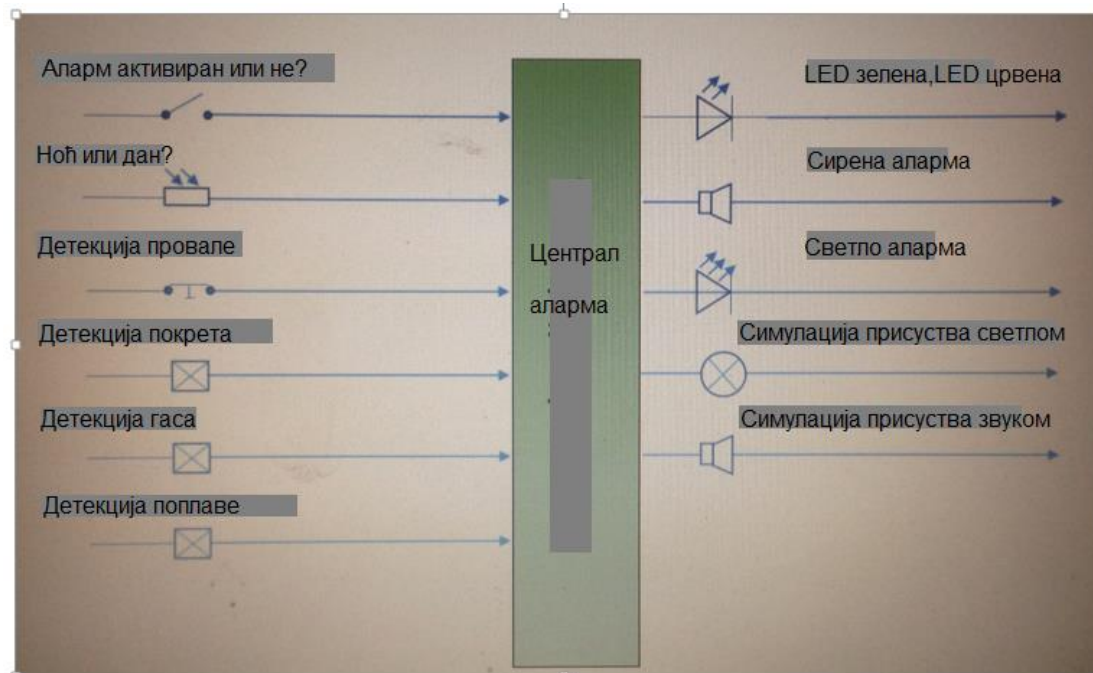 Аларм активиран или не?
Ноћ или дан?
Детекција провале
Детекција покрета
Детекција гаса
Детекција поплаве
Централ
аларма
LED зелена,LED црвена
Сирена аларма
Светло аларма
Симулација присуства светлом
Симулација присуства звуком